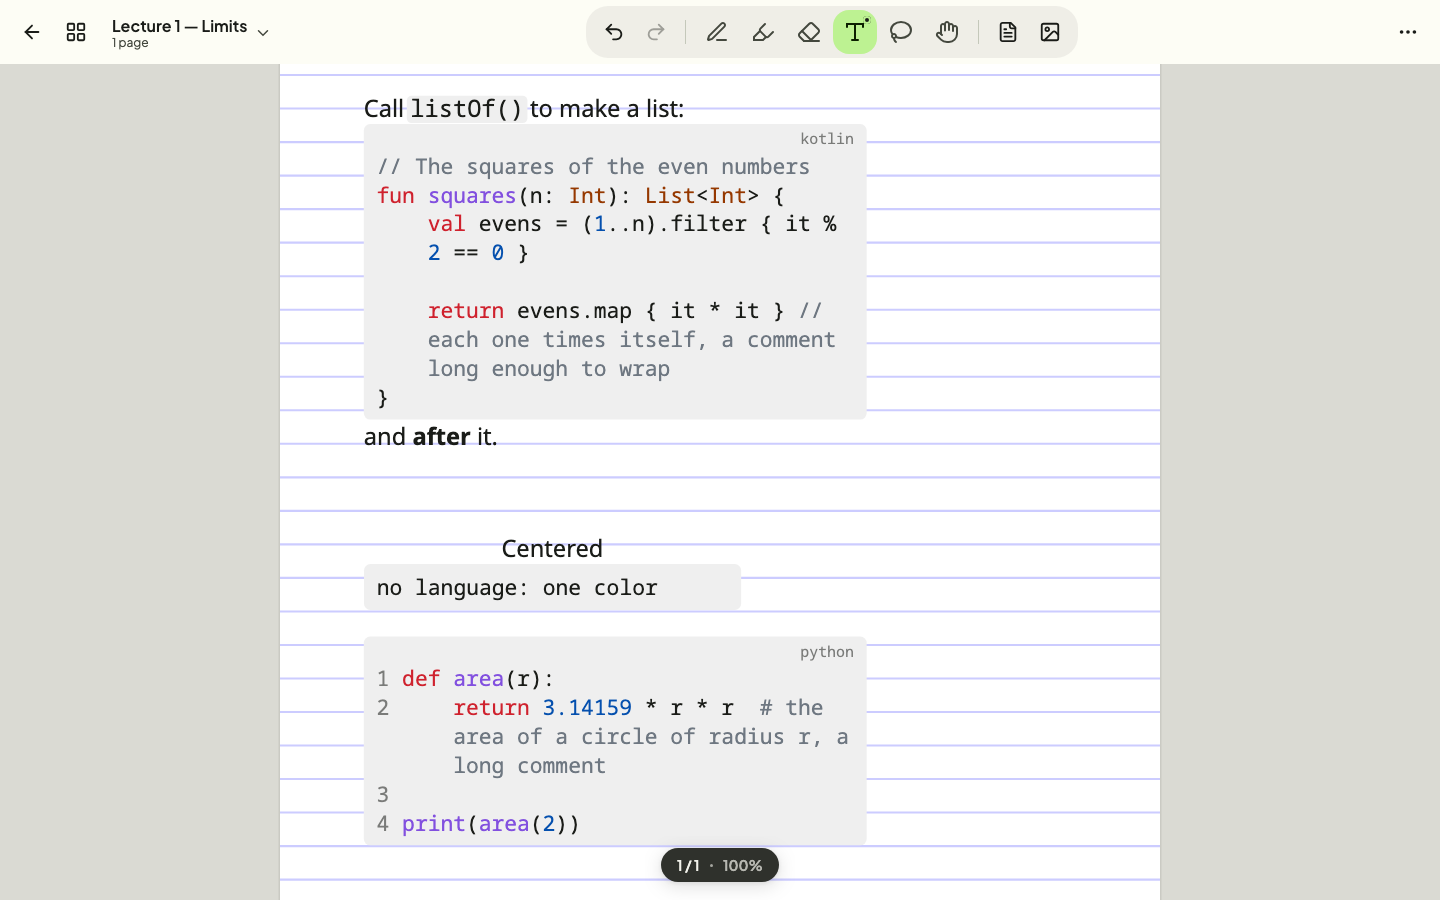 Lecture 1 — Limits
1 page
Call listOf() to make a list:
kotlin
// The squares of the even numbers
fun squares(n: Int): List<Int> {
    val evens = (1..n).filter { it %
    2 == 0 }

    return evens.map { it * it } //
    each one times itself, a comment
    long enough to wrap
}
and after it.
Centered
no language: one color
python
1 def area(r):
2     return 3.14159 * r * r  # the
      area of a circle of radius r, a
      long comment
3
4 print(area(2))
1/1 · 100%